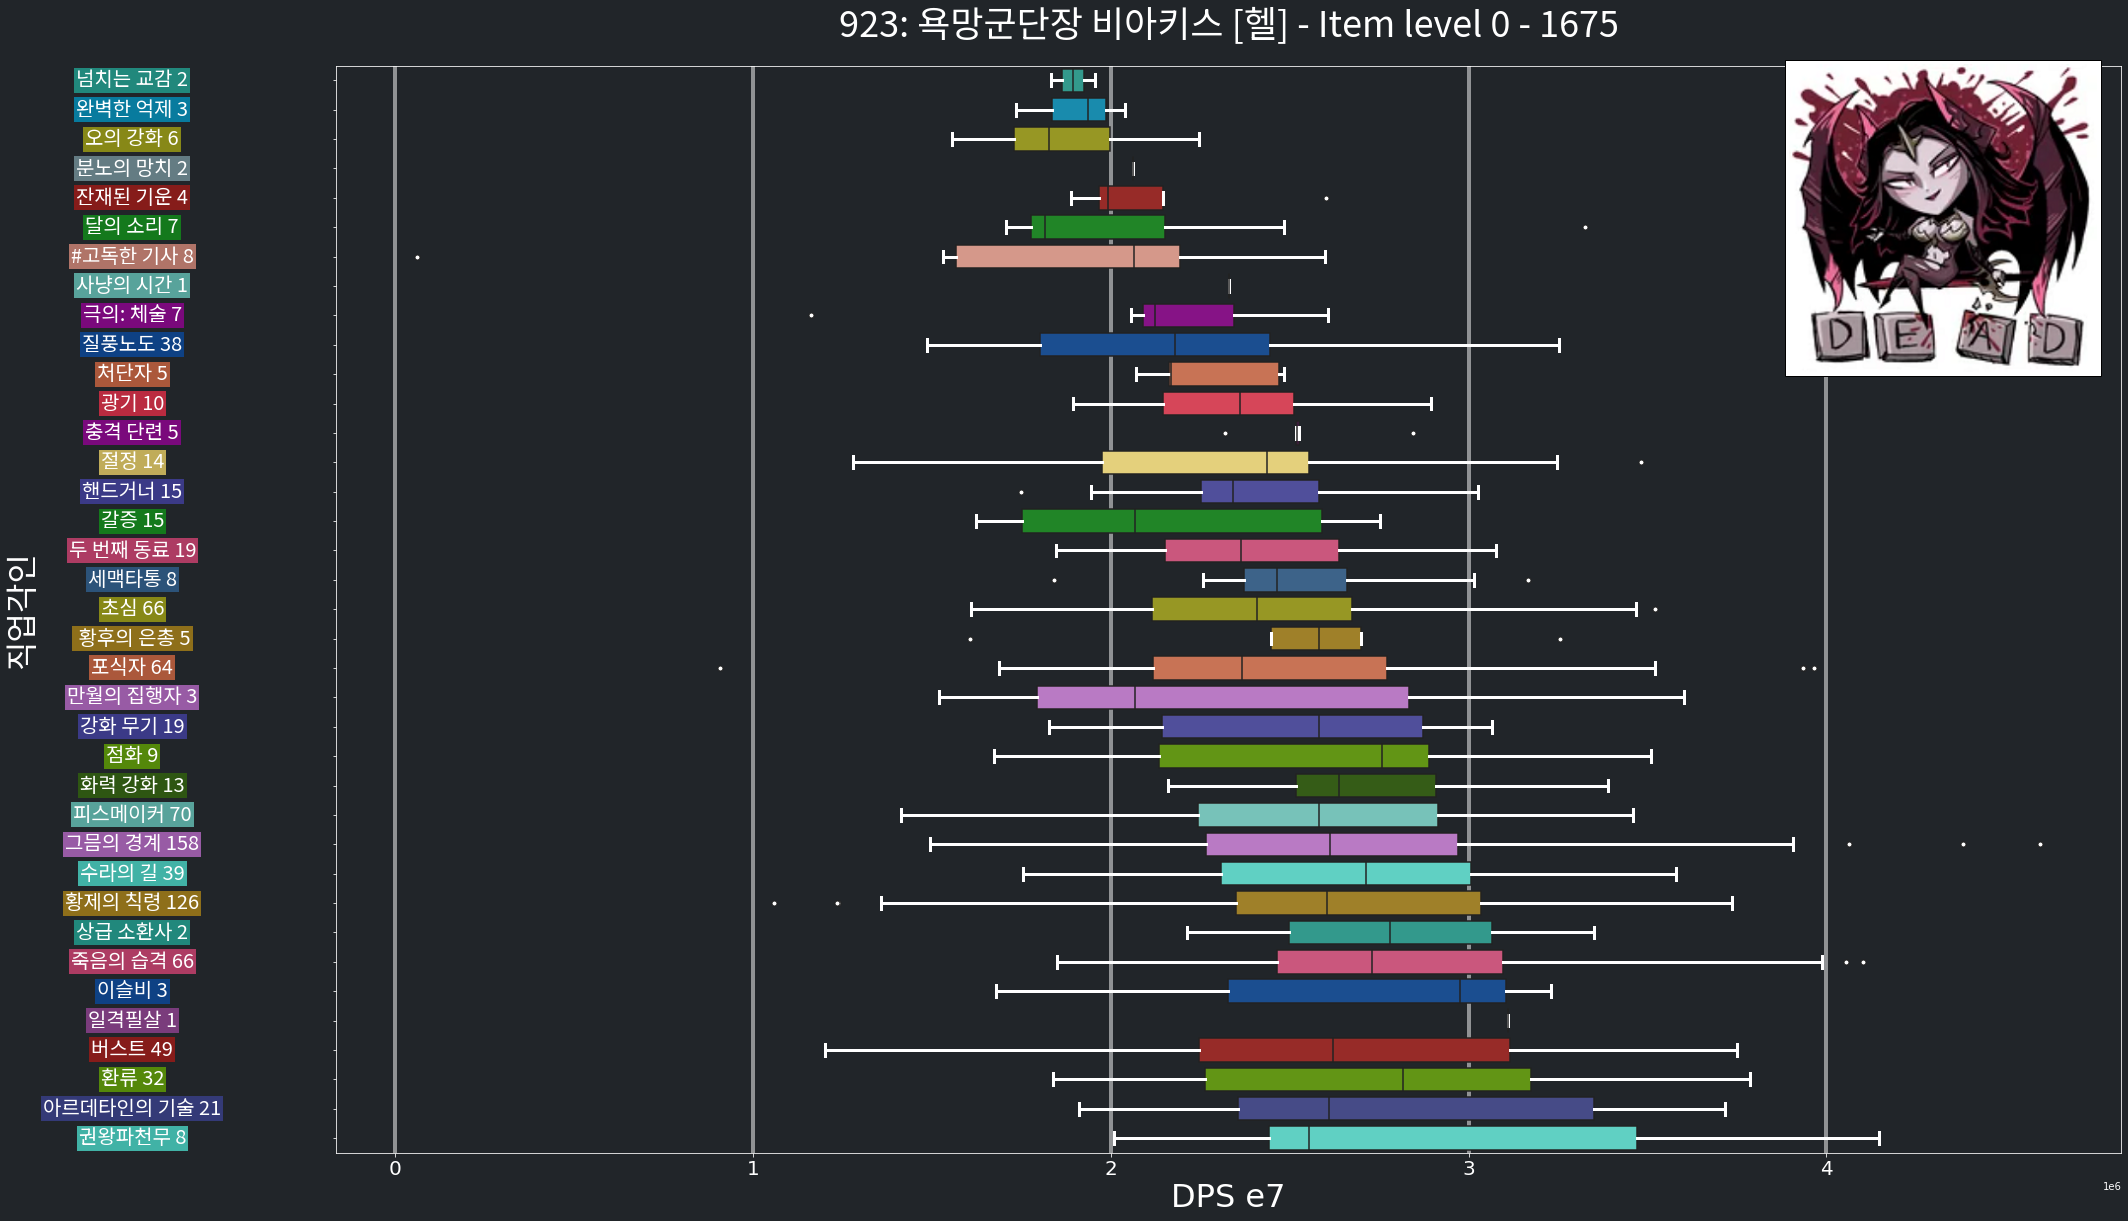 923: 욕망군단장 비아키스 [헬] - Item level 0 - 1675
넘치는 교감 2
완벽한 억제 3
오의 강화 6
분노의 망치 2
잔재된 기운 4
달의 소리 7
#고독한 기사 8
사냥의 시간 1
극의: 체술 7
질풍노도 38
처단자 5
광기 10
충격 단련 5
절정 14
핸드거너 15
갈증 15
두 번째 동료 19
세맥타통 8
초심 66
황후의 은총 5
포식자 64
만월의 집행자 3
강화 무기 19
점화 9
화력 강화 13
피스메이커 70
그믐의 경계 158
수라의 길 39
황제의 칙령 126
상급 소환사 2
죽음의 습격 66
이슬비 3
일격필살 1
버스트 49
환류 32
아르데타인의 기술 21
권왕파천무 8
직업각인
D E A D
0 1 2 3 4
DPS e7
1e6